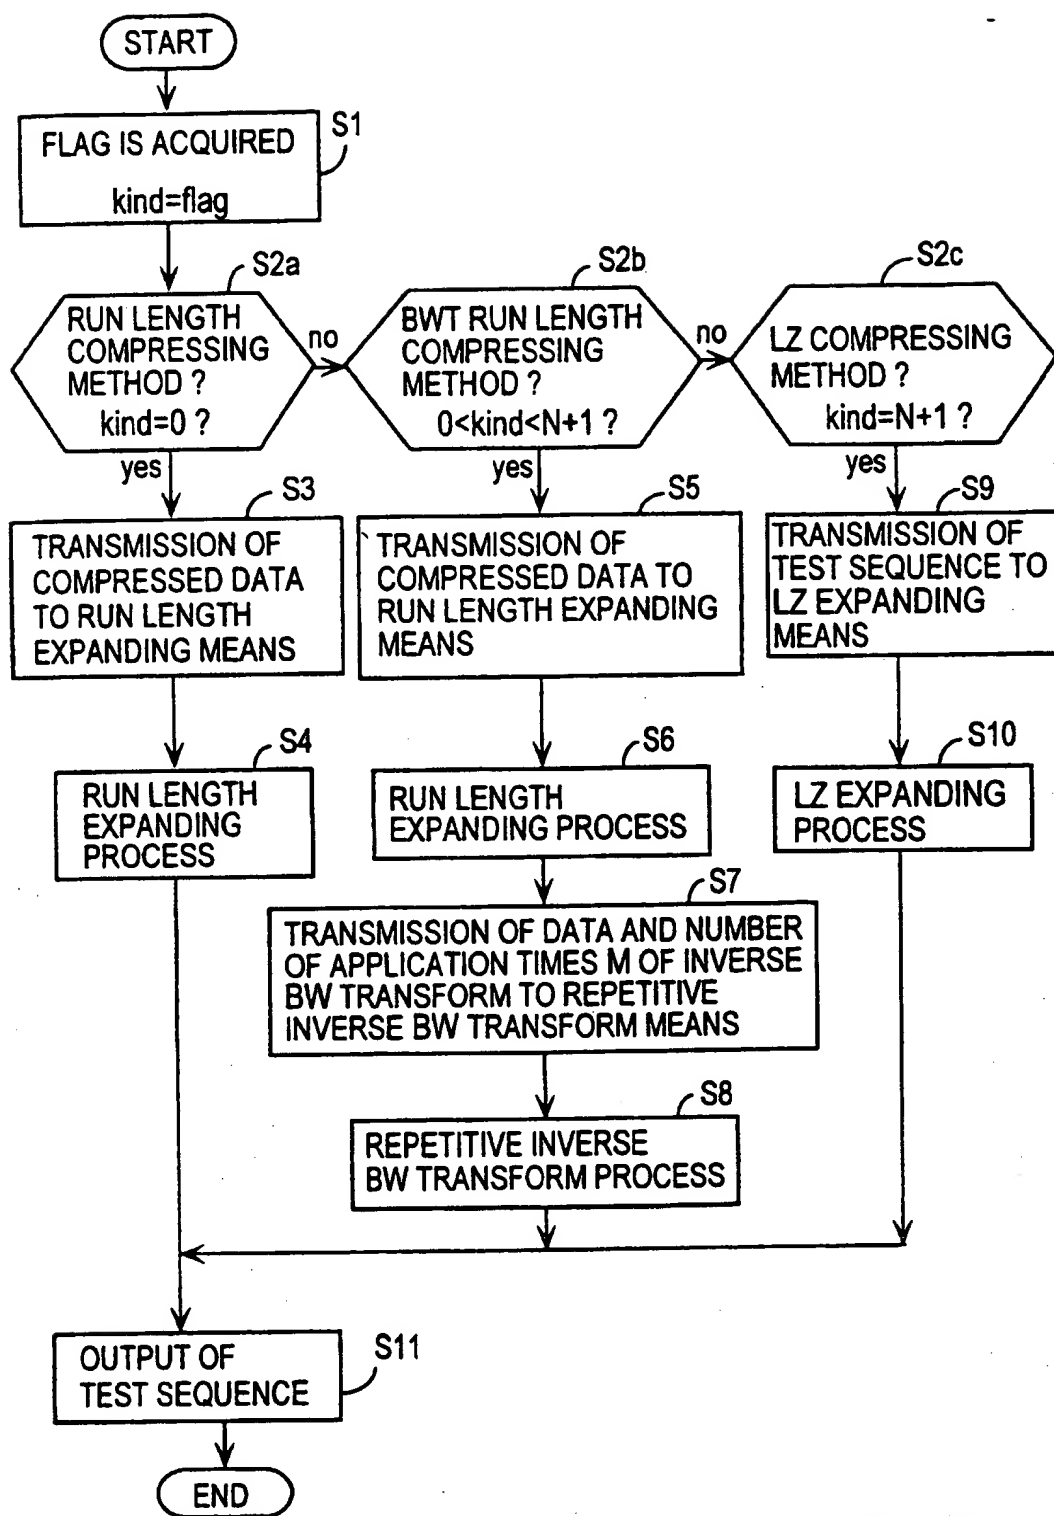 START
S1
FLAG IS ACQUIRED
kind=flag
S2a
RUN LENGTH
COMPRESSING
METHOD ?
kind=0 ?
no
yes
S2b
BWT RUN LENGTH
COMPRESSING
METHOD ?
0<kind<N+1 ?
no
yes
S2c
LZ COMPRESSING
METHOD ?
kind=N+1 ?
yes
S3
TRANSMISSION OF
COMPRESSED DATA
TO RUN LENGTH
EXPANDING MEANS
S5
TRANSMISSION OF
COMPRESSED DATA TO
RUN LENGTH EXPANDING
MEANS
S9
TRANSMISSION OF
TEST SEQUENCE TO
LZ EXPANDING
MEANS
S4
RUN LENGTH
EXPANDING
PROCESS
S6
RUN LENGTH
EXPANDING PROCESS
S10
LZ EXPANDING
PROCESS
S7
TRANSMISSION OF DATA AND NUMBER
OF APPLICATION TIMES M OF INVERSE
BW TRANSFORM TO REPETITIVE
INVERSE BW TRANSFORM MEANS
S8
REPETITIVE INVERSE
BW TRANSFORM PROCESS
S11
OUTPUT OF
TEST SEQUENCE
END